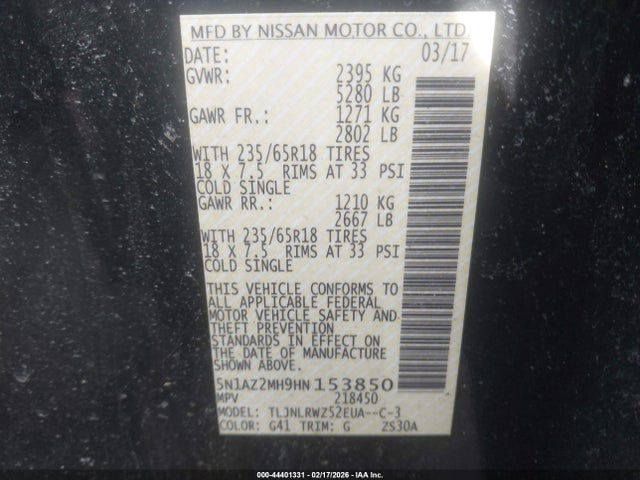 MFD BY NISSAN MOTOR CO., LTD.
DATE: 03/17
GVWR: 2395 KG
5280 LB
GAWR FR.: 1271 KG
2802 LB
WITH 235/65R18 TIRES
18 X 7.5 RIMS AT 33 PSI
COLD SINGLE
GAWR RR.: 1210 KG
2667 LB
WITH 235/65R18 TIRES
18 X 7.5 RIMS AT 33 PSI
COLD SINGLE
THIS VEHICLE CONFORMS TO
ALL APPLICABLE FEDERAL
MOTOR VEHICLE SAFETY AND
THEFT PREVENTION
STANDARDS IN EFFECT ON
THE DATE OF MANUFACTURE
SHOWN ABOVE.
5N1AZ2MH9HN153850
MPV 218450
MODEL: TLJNLRWZ52EUA--C-3
COLOR: G41 TRIM: G ZS30A
000-44401331 - 02/17/2026 - IAA Inc.